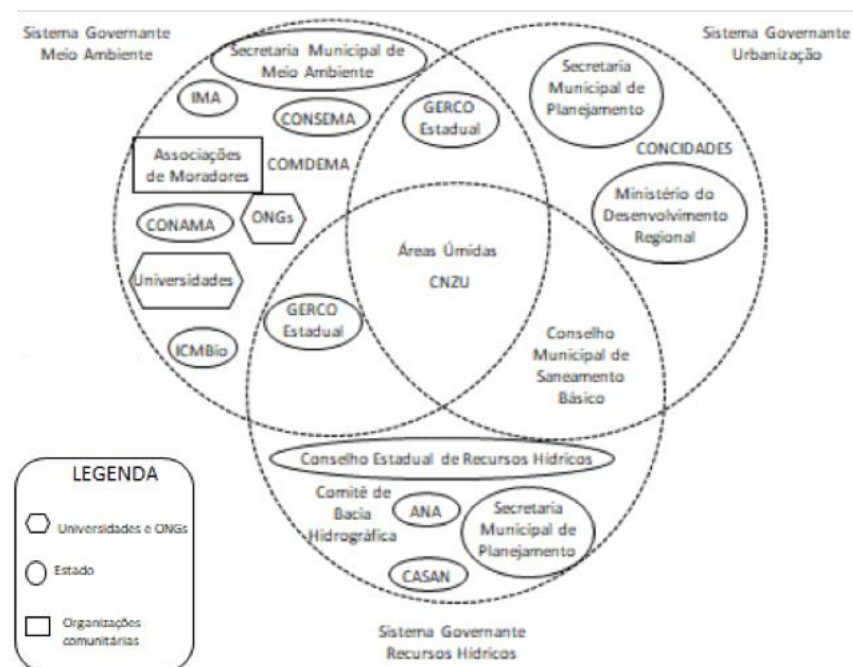 Sistema Governante
Meio Ambiente
Sistema Governante
Urbanização
Secretaria Municipal de
Meio Ambiente
IMA
CONSEMA
GERCO
Estadual
Secretaria
Municipal de
Planejamento
Associações
de Moradores
COMDEMA
CONCIDADES
CONAMA
ONGs
Ministério do
Desenvolvimento
Regional
Universidades
Áreas Úmidas
CNZU
GERCO
Estadual
ICMBio
Conselho
Municipal de
Saneamento
Básico
Conselho Estadual de Recursos Hídricos
Comitê de
Bacia
Hidrográfica
ANA
Secretaria
Municipal de
Planejamento
CASAN
Sistema Governante
Recursos Hídricos
LEGENDA
Universidades e ONGs
Estado
Organizações
comunitárias